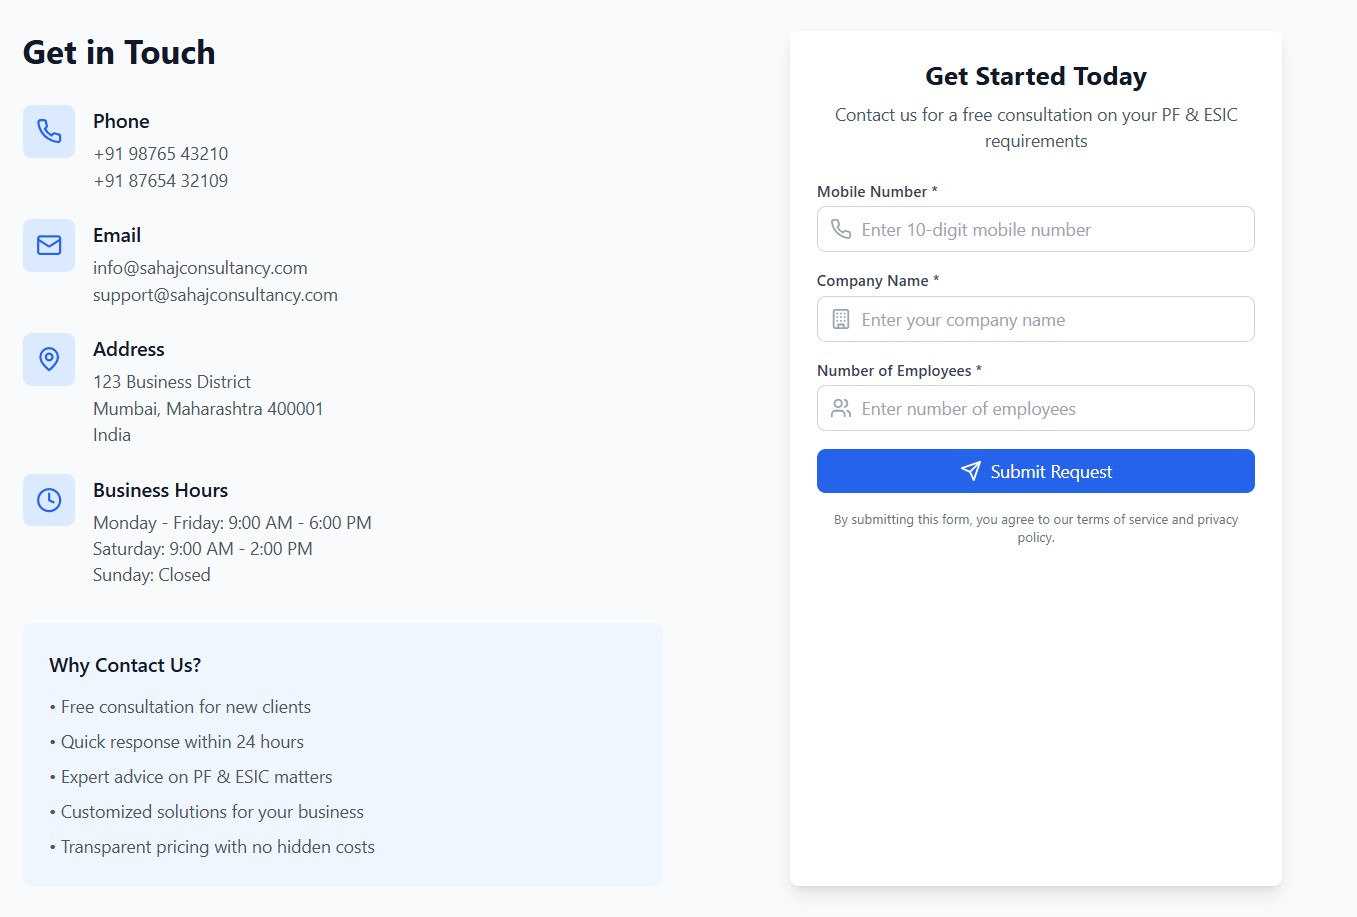 Get in Touch
Phone
+91 98765 43210
+91 87654 32109
Email
info@sahajconsultancy.com
support@sahajconsultancy.com
Address
123 Business District
Mumbai, Maharashtra 400001
India
Business Hours
Monday - Friday: 9:00 AM - 6:00 PM
Saturday: 9:00 AM - 2:00 PM
Sunday: Closed
Why Contact Us?
• Free consultation for new clients
• Quick response within 24 hours
• Expert advice on PF & ESIC matters
• Customized solutions for your business
• Transparent pricing with no hidden costs
Get Started Today
Contact us for a free consultation on your PF & ESIC
requirements
Mobile Number *
Enter 10-digit mobile number
Company Name *
Enter your company name
Number of Employees *
Enter number of employees
Submit Request
By submitting this form, you agree to our terms of service and privacy
policy.